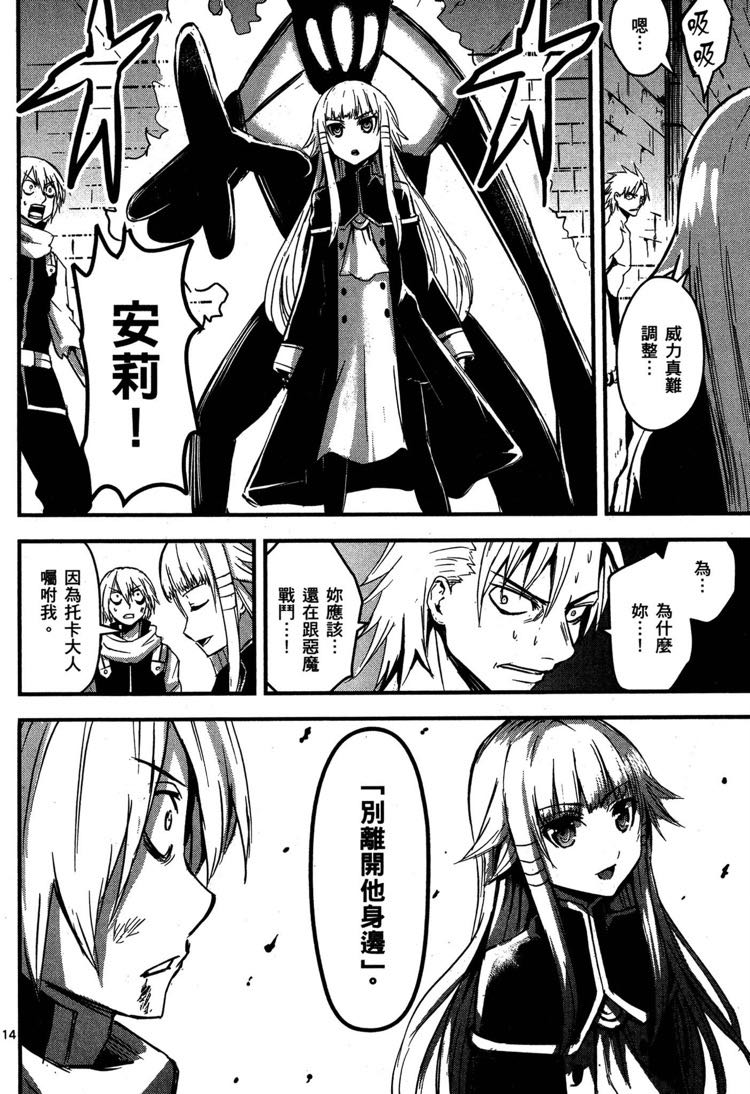 吸吸
嗯…
威力真難
調整…
安莉！
為…
為什麼
妳…！
妳應該…
還在跟惡魔
戰鬥…！
因為托卡大人
囑咐我。
「別離開他身邊」。
14